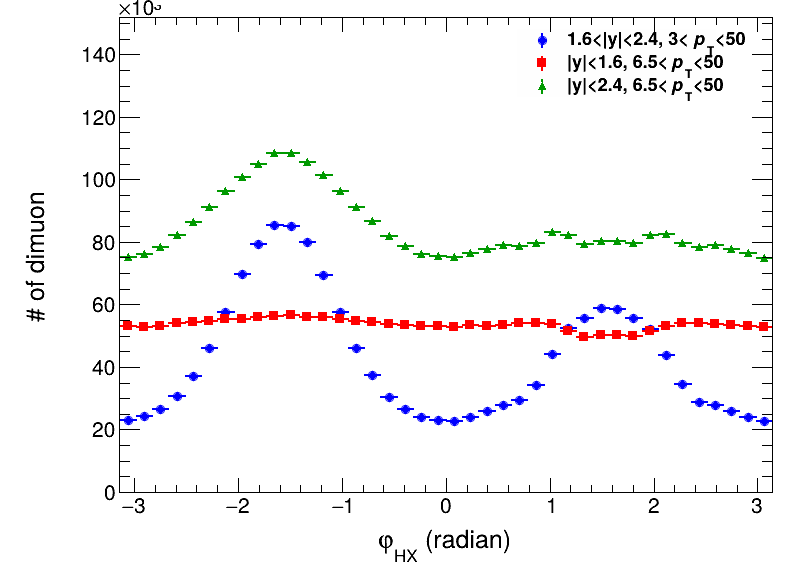 ×10³
1.6<|y|<2.4, 3< p_T<50
|y|<1.6, 6.5< p_T<50
|y|<2.4, 6.5< p_T<50
140
120
100
80
60
40
20
0
# of dimuon
−3 −2 −1 0 1 2 3
φ_HX (radian)